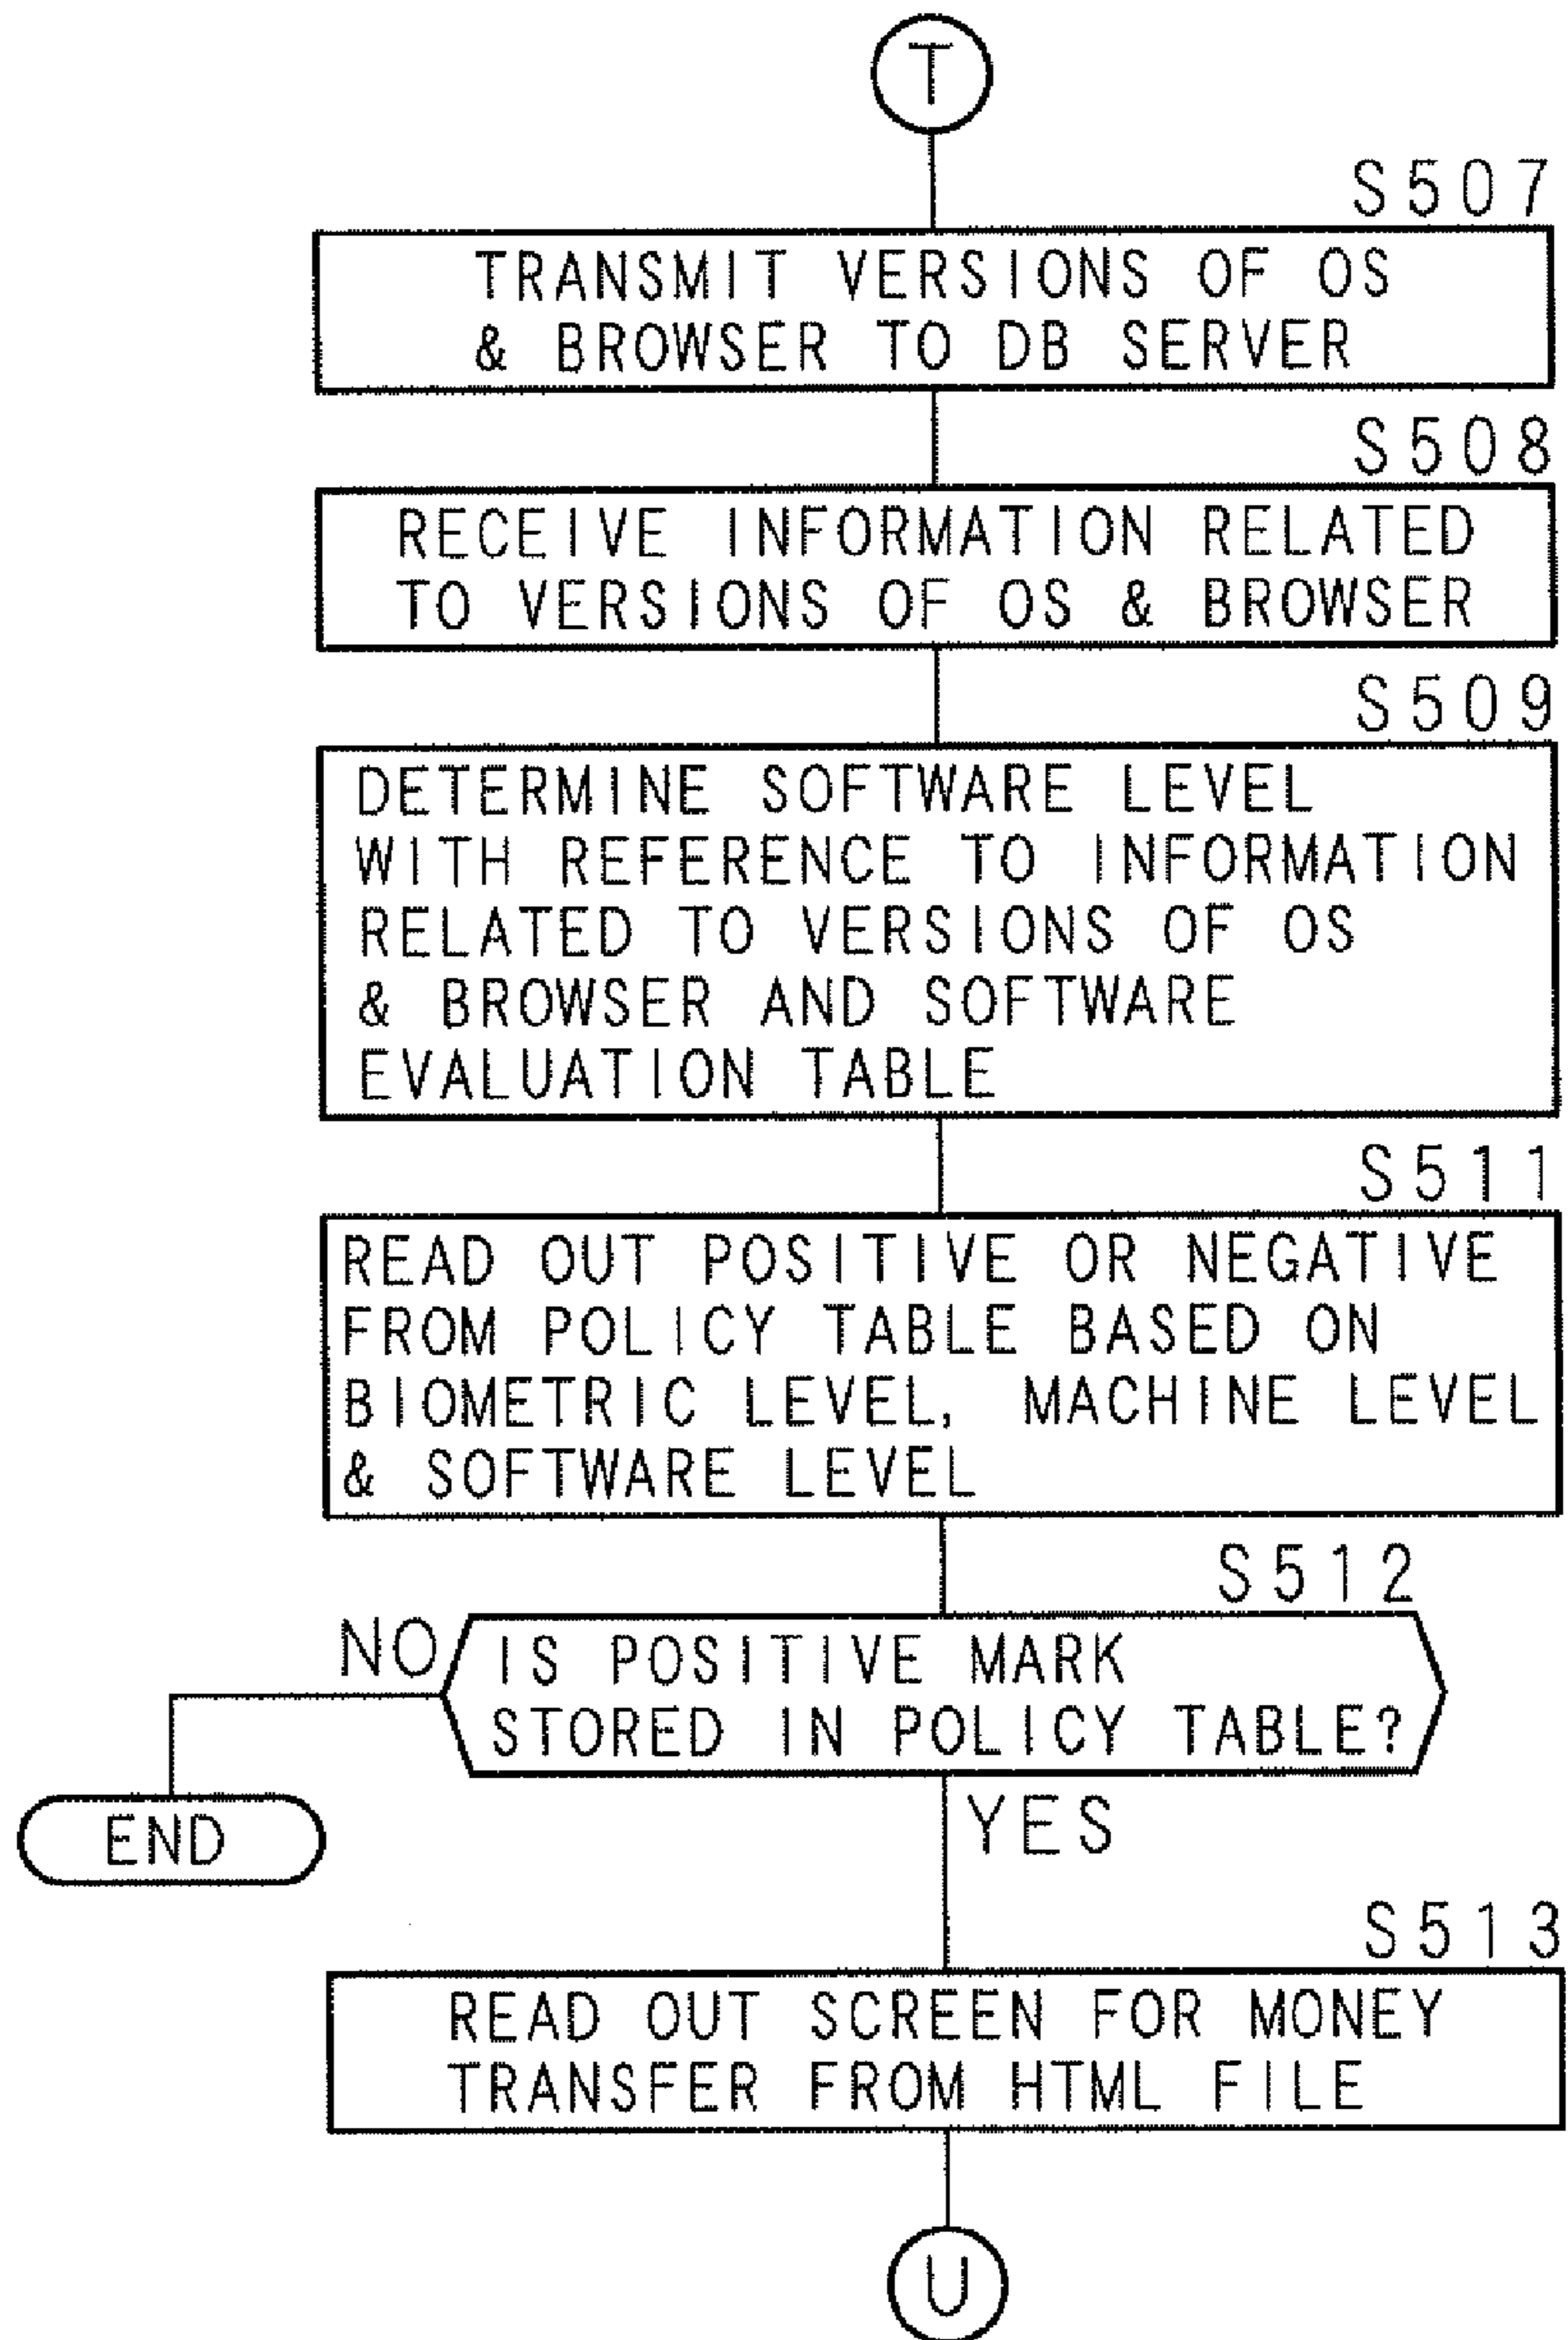 T
S507
TRANSMIT VERSIONS OF OS
& BROWSER TO DB SERVER
S508
RECEIVE INFORMATION RELATED
TO VERSIONS OF OS & BROWSER
S509
DETERMINE SOFTWARE LEVEL
WITH REFERENCE TO INFORMATION
RELATED TO VERSIONS OF OS
& BROWSER AND SOFTWARE
EVALUATION TABLE
S511
READ OUT POSITIVE OR NEGATIVE
FROM POLICY TABLE BASED ON
BIOMETRIC LEVEL, MACHINE LEVEL
& SOFTWARE LEVEL
S512
NO
IS POSITIVE MARK
STORED IN POLICY TABLE?
END
YES
S513
READ OUT SCREEN FOR MONEY
TRANSFER FROM HTML FILE
U